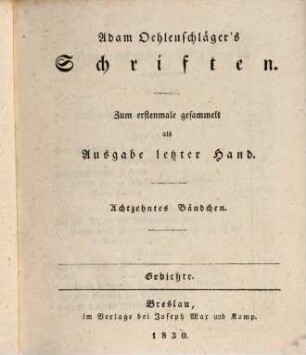 Adam Oehlenschläger's
Schriften.
Zum erstenmale gesammelt
als
Ausgabe letzter Hand.
Achtzehntes Bändchen.
Gedichte.
Breslau,
im Verlage bei Joseph Max und Komp.
1830.